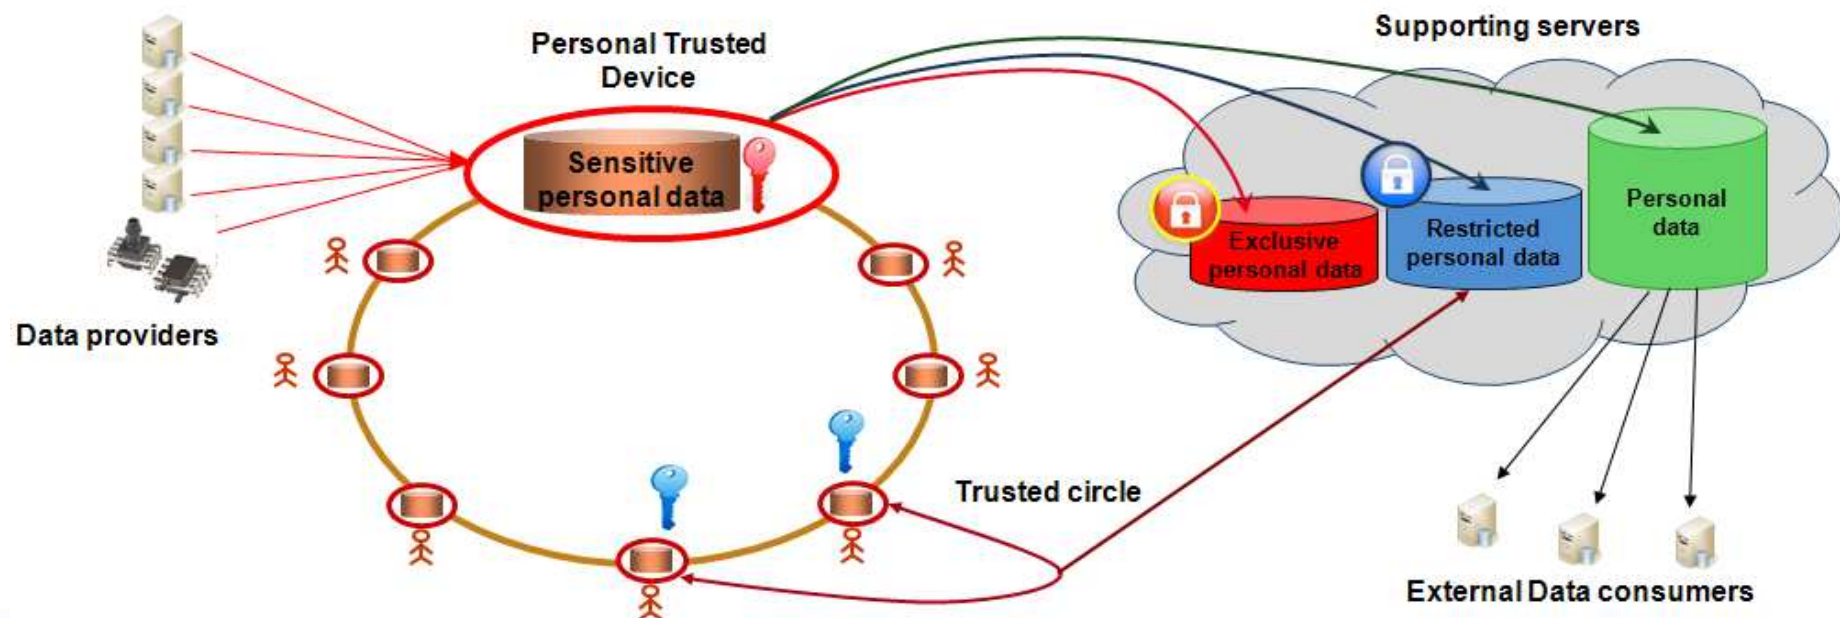 Supporting servers
Personal Trusted
Device
Sensitive
personal data
Personal
data
Exclusive
personal data
Restricted
personal data
Data providers
Trusted circle
External Data consumers